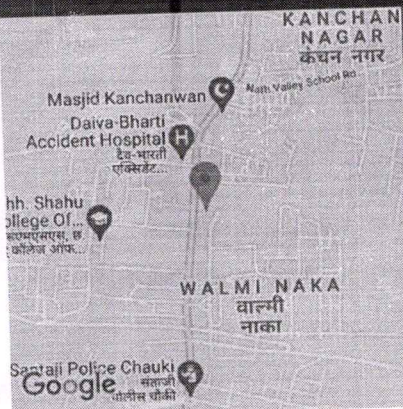 KANCHAN
NAGAR
कंचन नगर
Nath Valley School Rd
Masjid Kanchanwan
Daiva-Bharti
Accident Hospital
दैव-भारती
एक्सिडेंट...
H
hh. Shahu
ollege Of...
कॉलेज ऑफ...
WALMI NAKA
वाल्मी
नाका
Santaji Police Chauki
संताजी
पोलीस चौकी
Google